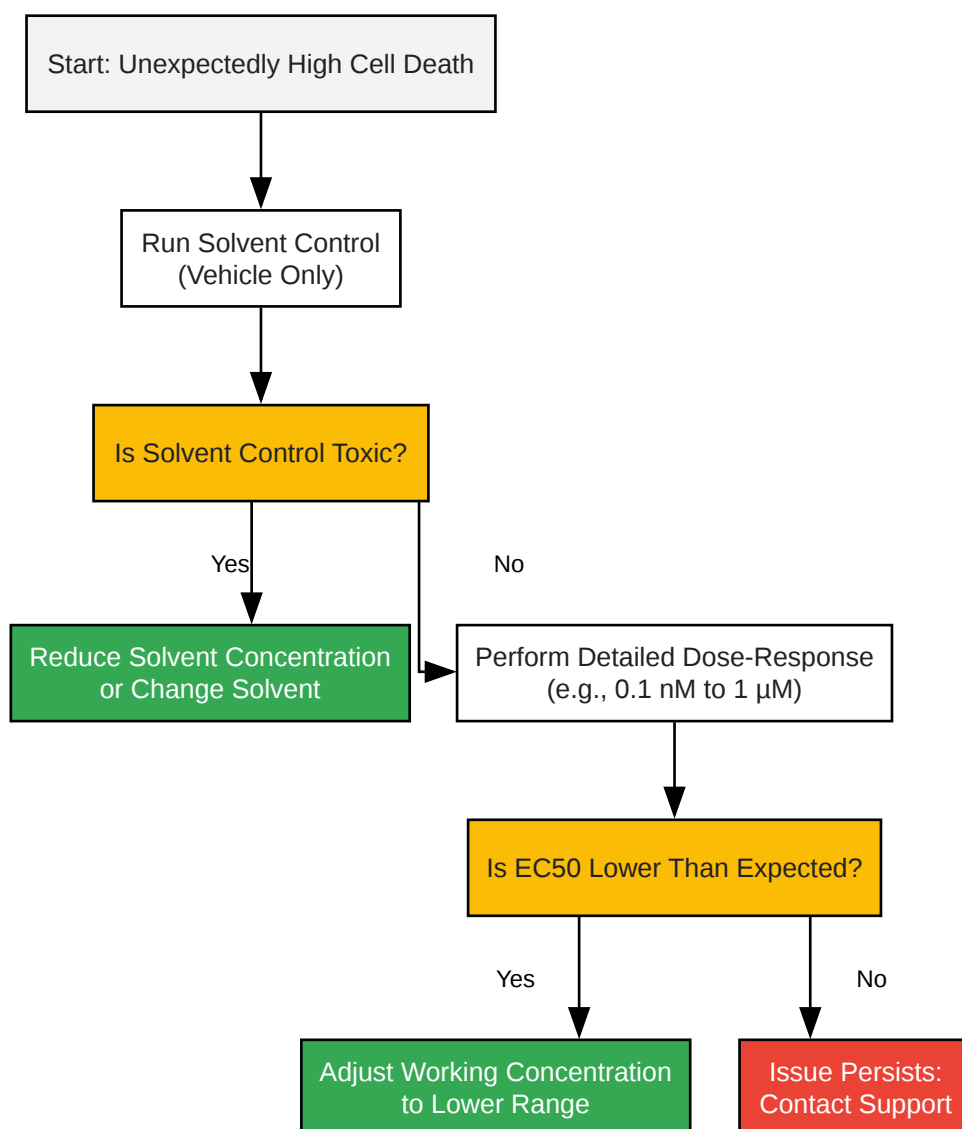 Start: Unexpectedly High Cell Death
Run Solvent Control
(Vehicle Only)
Is Solvent Control Toxic?
Yes
No
Reduce Solvent Concentration
or Change Solvent
Perform Detailed Dose-Response
(e.g., 0.1 nM to 1 µM)
Is EC50 Lower Than Expected?
Yes
No
Adjust Working Concentration
to Lower Range
Issue Persists:
Contact Support